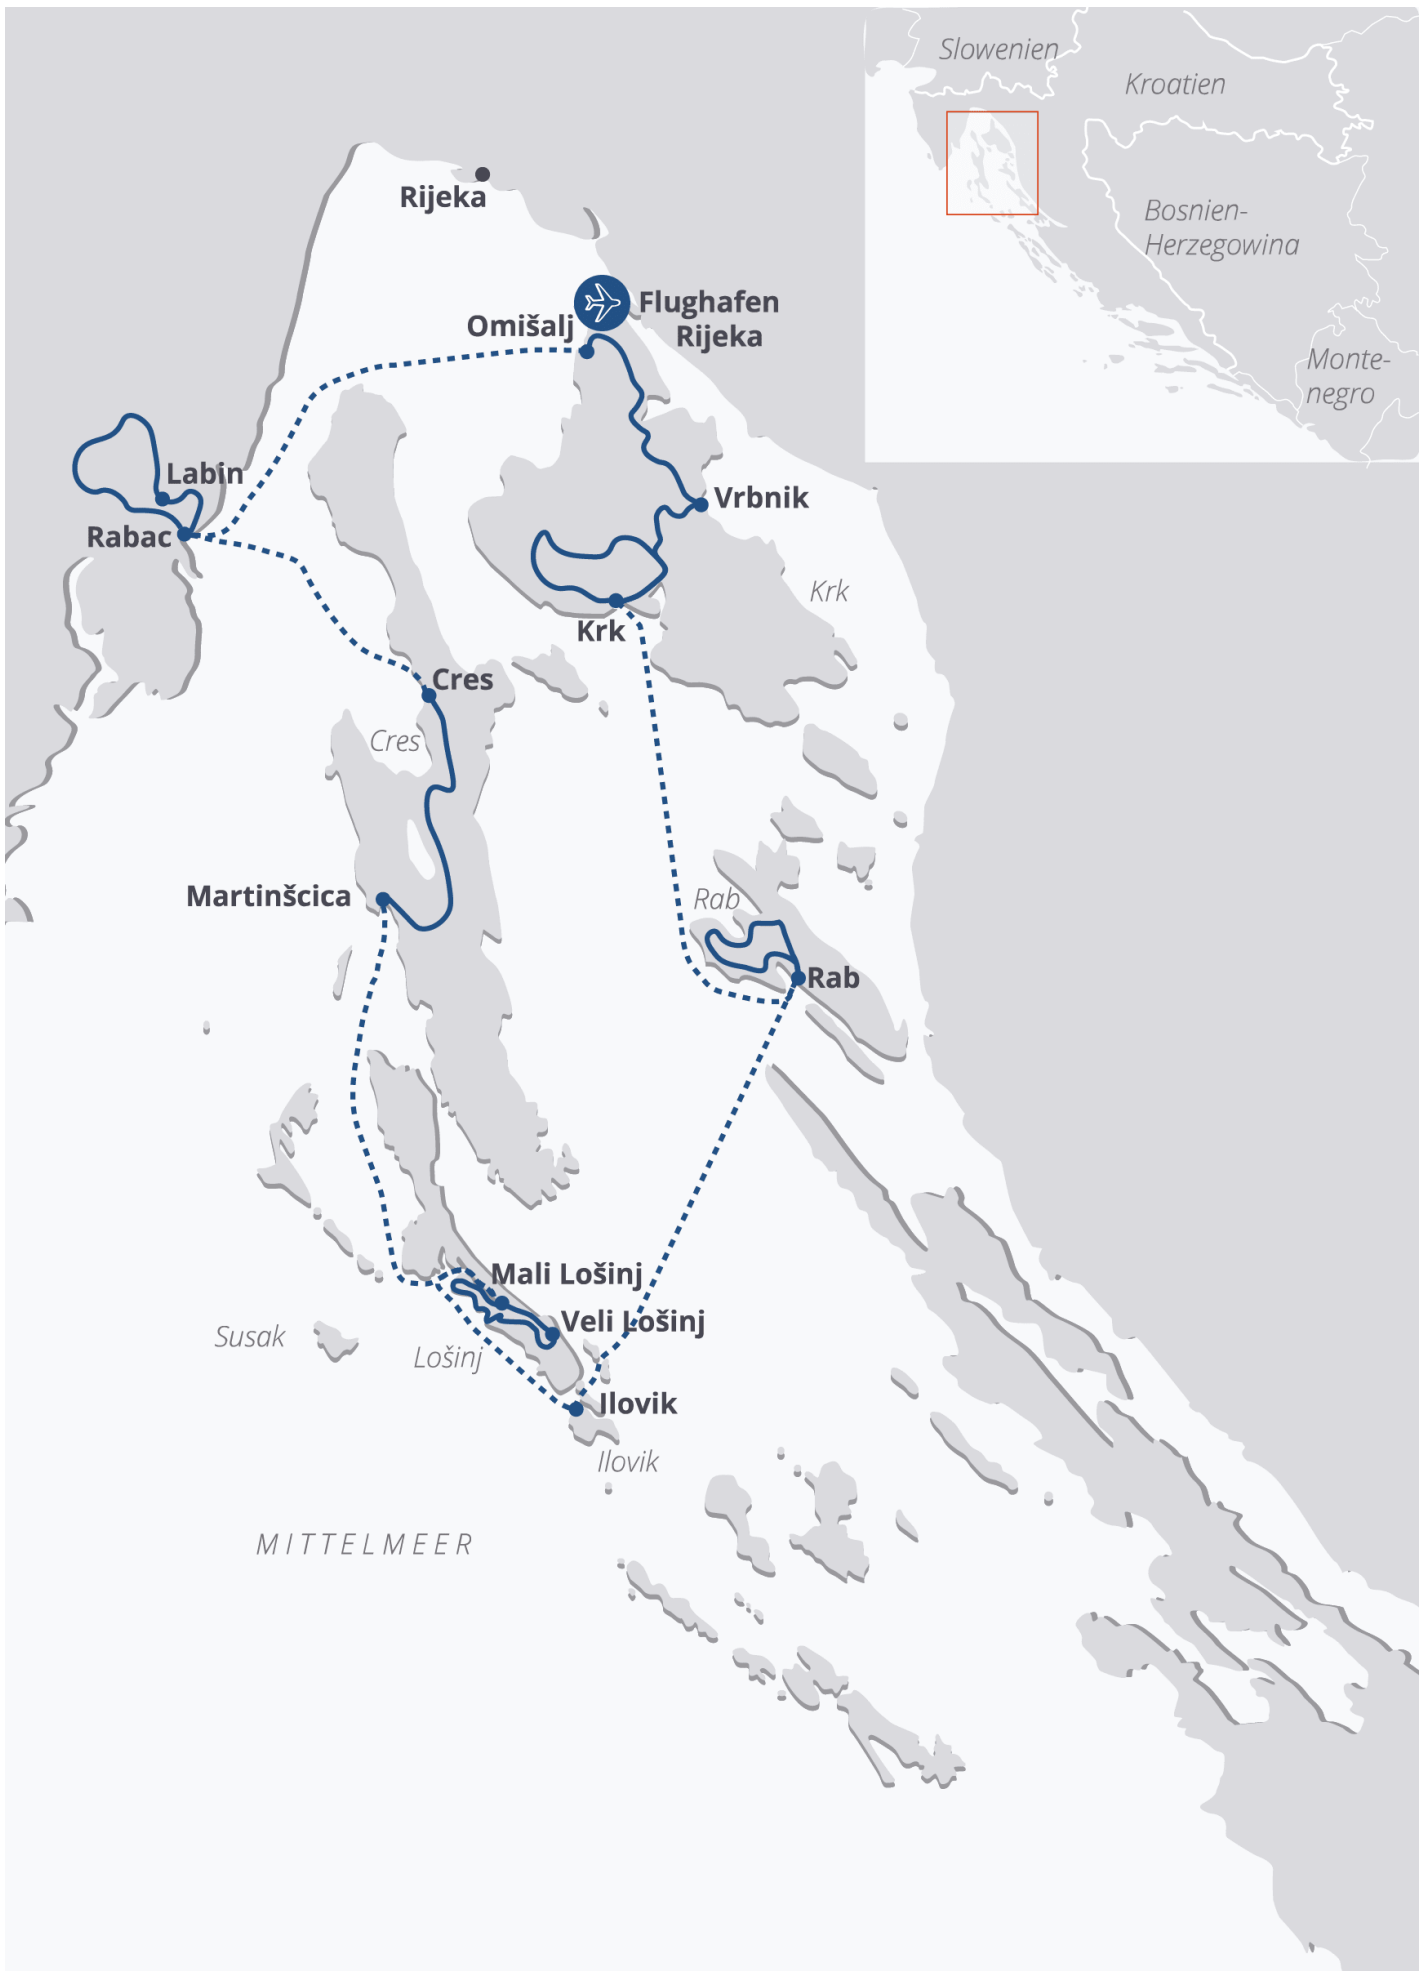 Slowenien
Kroatien
Bosnien-
Herzegowina
Monte-
negro
Rijeka
Flughafen
Rijeka
Omišalj
Labin
Rabac
Vrbnik
Krk
Krk
Cres
Cres
Martinšcica
Rab
Rab
Mali Lošinj
Veli Lošinj
Susak
Lošinj
Ilovik
Ilovik
MITTELMEER